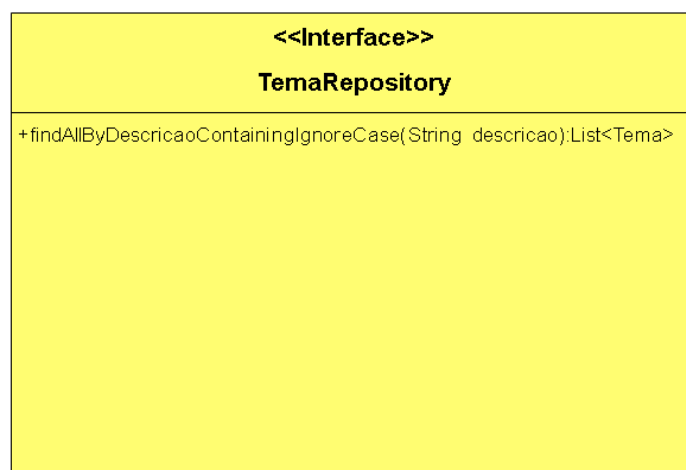 <<Interface>>
TemaRepository
+findAllByDescricaoContainingIgnoreCase(String descricao):List<Tema>